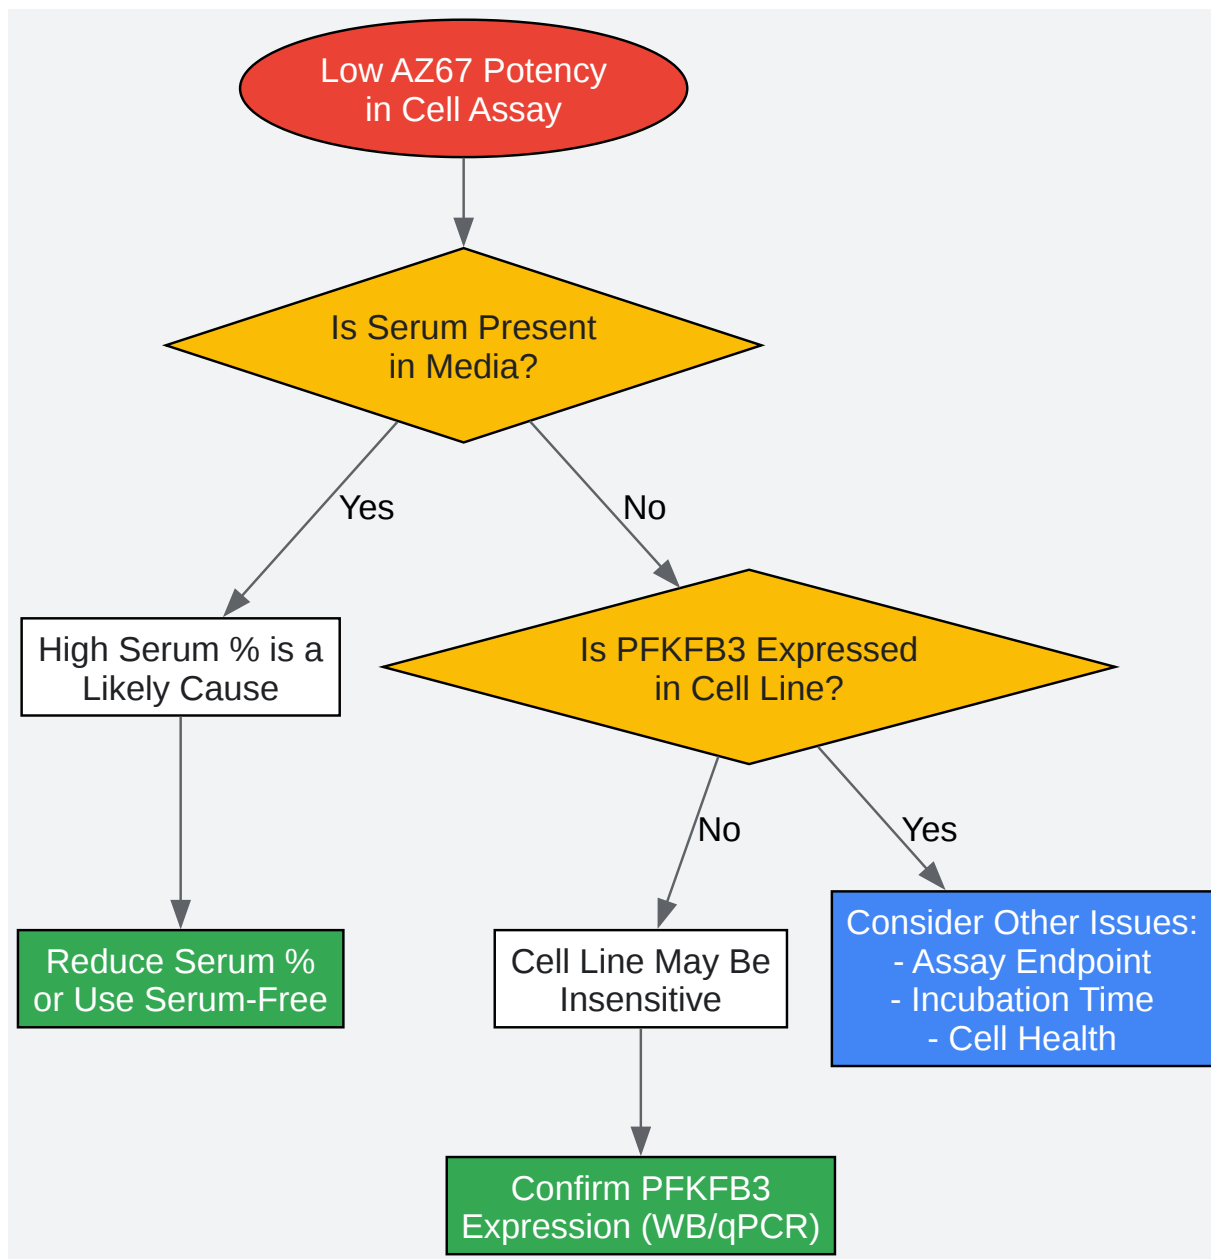 Low AZ67 Potency
in Cell Assay
Is Serum Present
in Media?
Yes
No
High Serum % is a
Likely Cause
Is PFKFB3 Expressed
in Cell Line?
No
Yes
Reduce Serum %
or Use Serum-Free
Cell Line May Be
Insensitive
Consider Other Issues:
- Assay Endpoint
- Incubation Time
- Cell Health
Confirm PFKFB3
Expression (WB/qPCR)